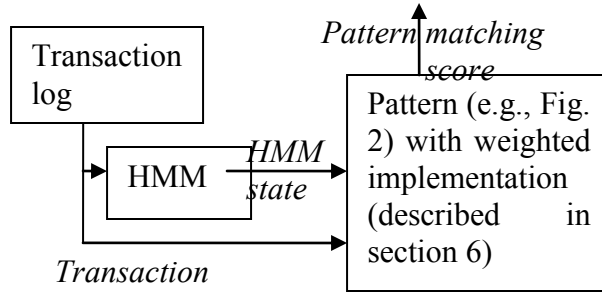 Transaction
log
Pattern matching
score
Pattern (e.g., Fig.
2) with weighted
implementation
(described in
section 6)
HMM
HMM
state
Transaction